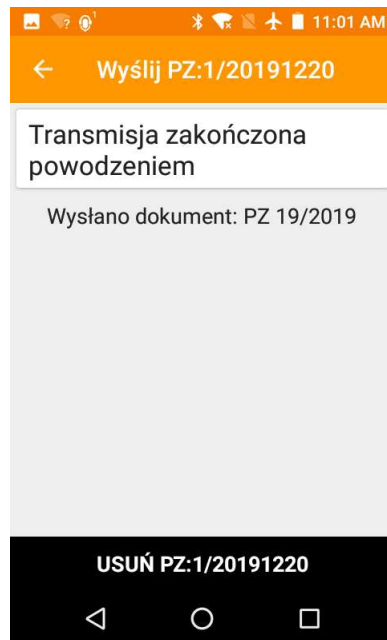 11:01 AM
Wyślij PZ:1/20191220
Transmisja zakończona
powodzeniem
Wysłano dokument: PZ 19/2019
USUŃ PZ:1/20191220